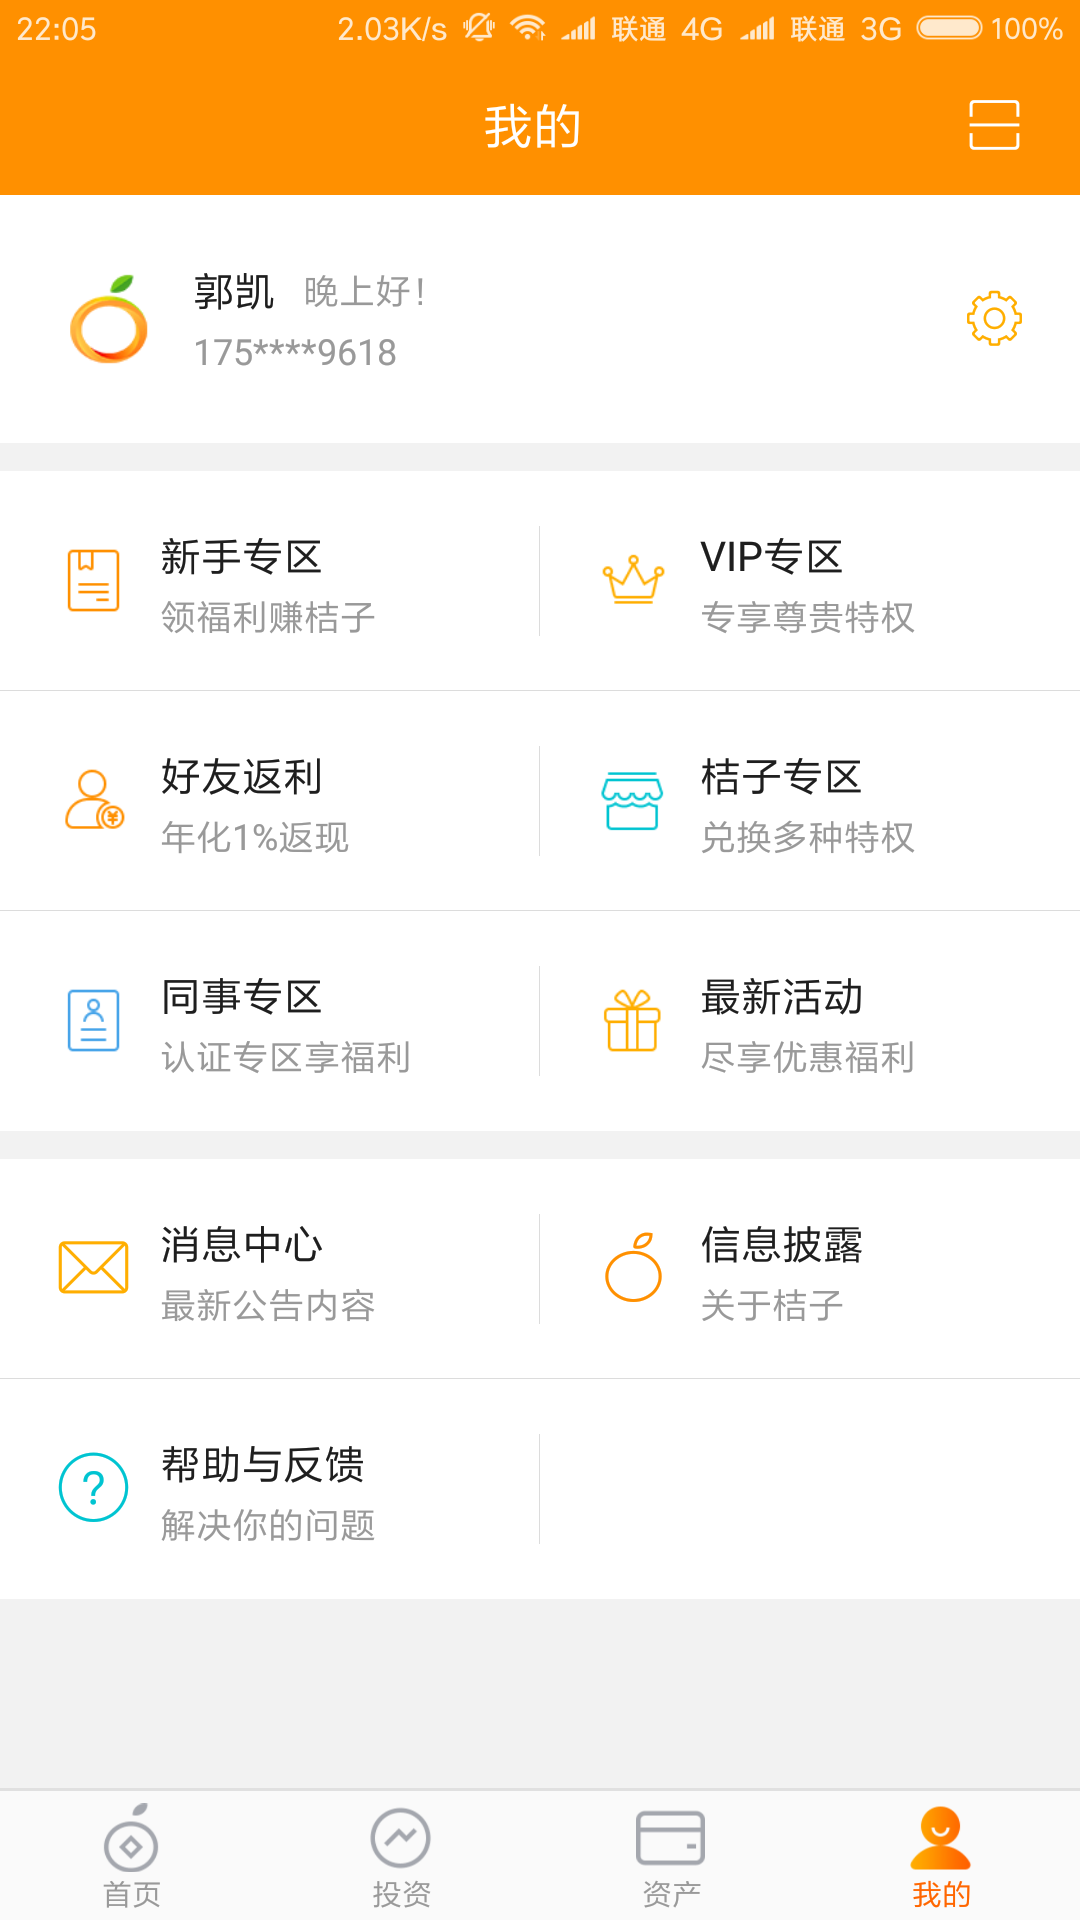 22:05 2.03K/s 联通 4G 联通 3G 100%
我的
郭凯 晚上好!
175****9618
新手专区 VIP专区
领福利赚桔子 专享尊贵特权
好友返利 桔子专区
年化1%返现 兑换多种特权
同事专区 最新活动
认证专区享福利 尽享优惠福利
消息中心 信息披露
最新公告内容 关于桔子
帮助与反馈
解决你的问题
首页 投资 资产 我的